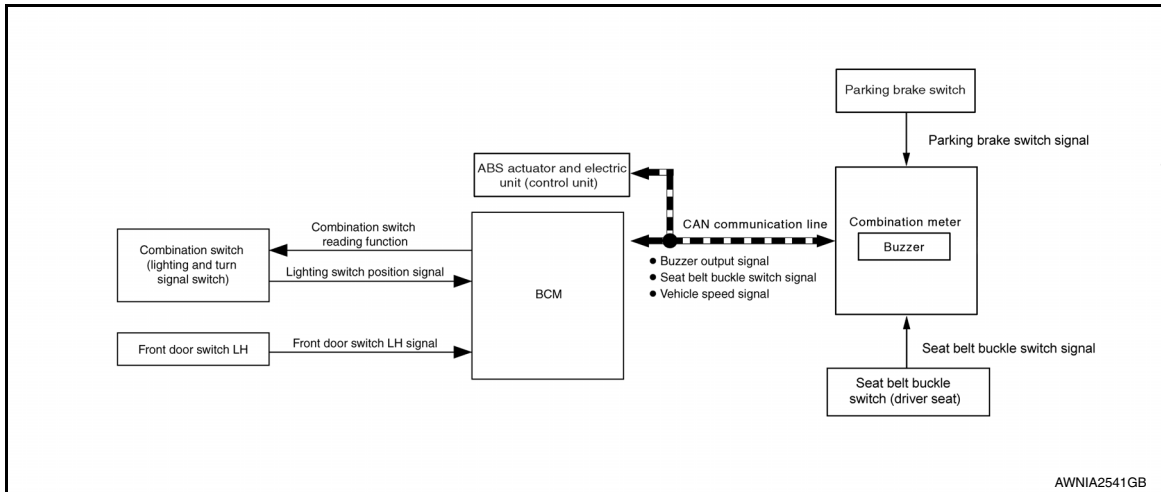 Parking brake switch
Parking brake switch signal
ABS actuator and electric
unit (control unit)
Combination switch
reading function
Combination switch
(lighting and turn
signal switch)
Lighting switch position signal
Front door switch LH
Front door switch LH signal
BCM
CAN communication line
● Buzzer output signal
● Seat belt buckle switch signal
● Vehicle speed signal
Combination meter
Buzzer
Seat belt buckle switch signal
Seat belt buckle
switch (driver seat)
AWNIA2541GB